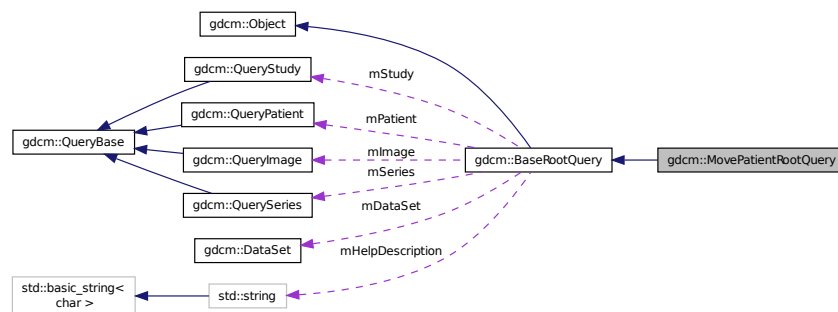 gdcm::Object
gdcm::QueryStudy
mStudy
gdcm::QueryPatient
mPatient
gdcm::QueryBase
gdcm::QueryImage
mImage
gdcm::BaseRootQuery
gdcm::MovePatientRootQuery
mSeries
gdcm::QuerySeries
mDataSet
gdcm::DataSet
mHelpDescription
std::basic_string<
char >
std::string